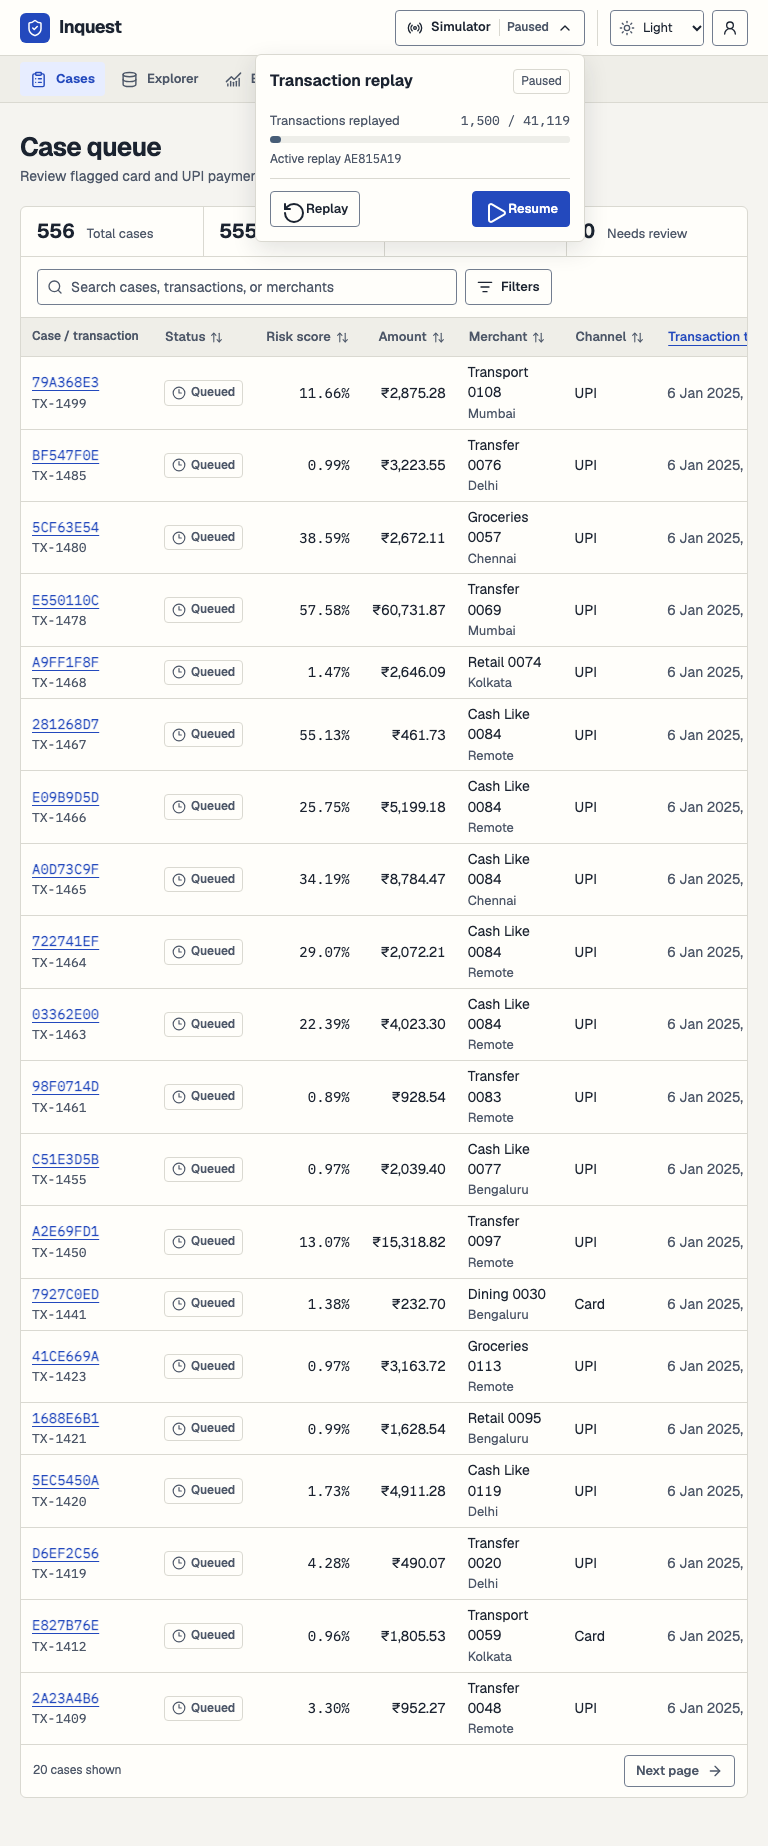 Inquest
Simulator Paused
Light
Cases
Explorer
Transaction replay
Paused
Transactions replayed 1,500 / 41,119
Active replay AE815A19
Replay
Resume
Case queue
Review flagged card and UPI
556 Total cases
555
0 Needs review
Search cases, transactions, or merchants
Filters
Case / transaction Status Risk score Amount Merchant Channel Transaction
79A368E3
TX-1499
Queued 11.66% ₹2,875.28
Transport
0108
Mumbai
UPI 6 Jan 2025,
BF547F0E
TX-1485
Queued 0.99% ₹3,223.55
Transfer
0076
Delhi
UPI 6 Jan 2025,
5CF63E54
TX-1480
Queued 38.59% ₹2,672.11
Groceries
0057
Chennai
UPI 6 Jan 2025,
E550110C
TX-1478
Queued 57.58% ₹60,731.87
Transfer
0069
Mumbai
UPI 6 Jan 2025,
A9FF1F8F
TX-1468
Queued 1.47% ₹2,646.09
Retail 0074
Kolkata
UPI 6 Jan 2025,
281268D7
TX-1467
Queued 55.13% ₹461.73
Cash Like
0084
Remote
UPI 6 Jan 2025,
E09B9D5D
TX-1466
Queued 25.75% ₹5,199.18
Cash Like
0084
Remote
UPI 6 Jan 2025,
A0D73C9F
TX-1465
Queued 34.19% ₹8,784.47
Cash Like
0084
Chennai
UPI 6 Jan 2025,
722741EF
TX-1464
Queued 29.07% ₹2,072.21
Cash Like
0084
Remote
UPI 6 Jan 2025,
03362E00
TX-1463
Queued 22.39% ₹4,023.30
Cash Like
0084
Remote
UPI 6 Jan 2025,
98F0714D
TX-1461
Queued 0.89% ₹928.54
Transfer
0083
Remote
UPI 6 Jan 2025,
C51E3D5B
TX-1455
Queued 0.97% ₹2,039.40
Cash Like
0077
Bengaluru
UPI 6 Jan 2025,
A2E69FD1
TX-1450
Queued 13.07% ₹15,318.82
Transfer
0097
Remote
UPI 6 Jan 2025,
7927C0ED
TX-1441
Queued 1.38% ₹232.70
Dining 0030
Bengaluru
Card 6 Jan 2025,
41CE669A
TX-1423
Queued 0.97% ₹3,163.72
Groceries
0113
Remote
UPI 6 Jan 2025,
1688E6B1
TX-1421
Queued 0.99% ₹1,628.54
Retail 0095
Bengaluru
UPI 6 Jan 2025,
5EC5450A
TX-1420
Queued 1.73% ₹4,911.28
Cash Like
0119
Delhi
UPI 6 Jan 2025,
D6EF2C56
TX-1419
Queued 4.28% ₹490.07
Transfer
0020
Delhi
UPI 6 Jan 2025,
E827B76E
TX-1412
Queued 0.96% ₹1,805.53
Transport
0059
Kolkata
Card 6 Jan 2025,
2A23A4B6
TX-1409
Queued 3.30% ₹952.27
Transfer
0048
Remote
UPI 6 Jan 2025,
20 cases shown
Next page